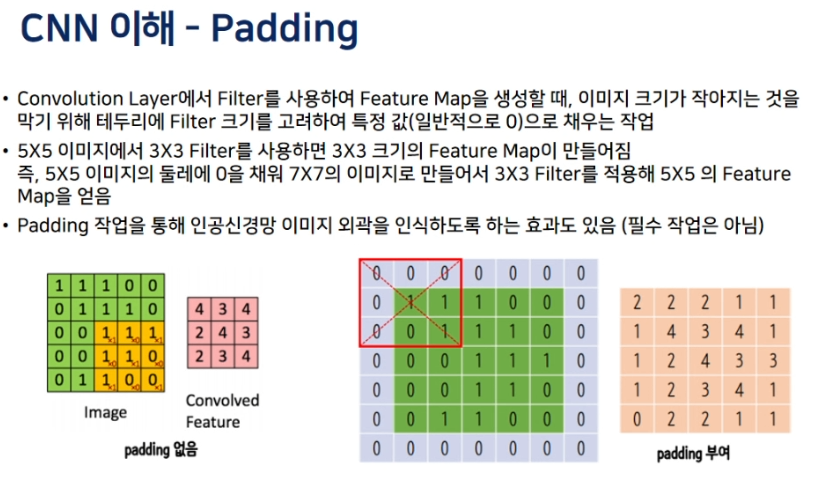 CNN 이해 - Padding
• Convolution Layer에서 Filter를 사용하여 Feature Map을 생성할 때, 이미지 크기가 작아지는 것을
막기 위해 테두리에 Filter 크기를 고려하여 특정 값(일반적으로 0)으로 채우는 작업
• 5X5 이미지에서 3X3 Filter를 사용하면 3X3 크기의 Feature Map이 만들어짐
즉, 5X5 이미지의 둘레에 0을 채워 7X7의 이미지로 만들어서 3X3 Filter를 적용해 5X5 의 Feature
Map을 얻음
• Padding 작업을 통해 인공신경망 이미지 외곽을 인식하도록 하는 효과도 있음 (필수 작업은 아님)
1 1 1 0 0
0 1 1 1 0
0 0 1×1 1×0 1×1
0 0 1×0 1×1 0×0
0 1 1×1 0×0 0×1
Image
4 3 4
2 4 3
2 3 4
Convolved
Feature
padding 없음
0 0 0 0 0 0 0
0 1 1 1 0 0 0
0 0 1 1 1 0 0
0 0 0 1 1 1 0
0 0 0 1 1 0 0
0 0 1 1 0 0 0
0 0 0 0 0 0 0
2 2 2 1 1
1 4 3 4 1
1 2 4 3 3
1 2 3 4 1
0 2 2 1 1
padding 부여